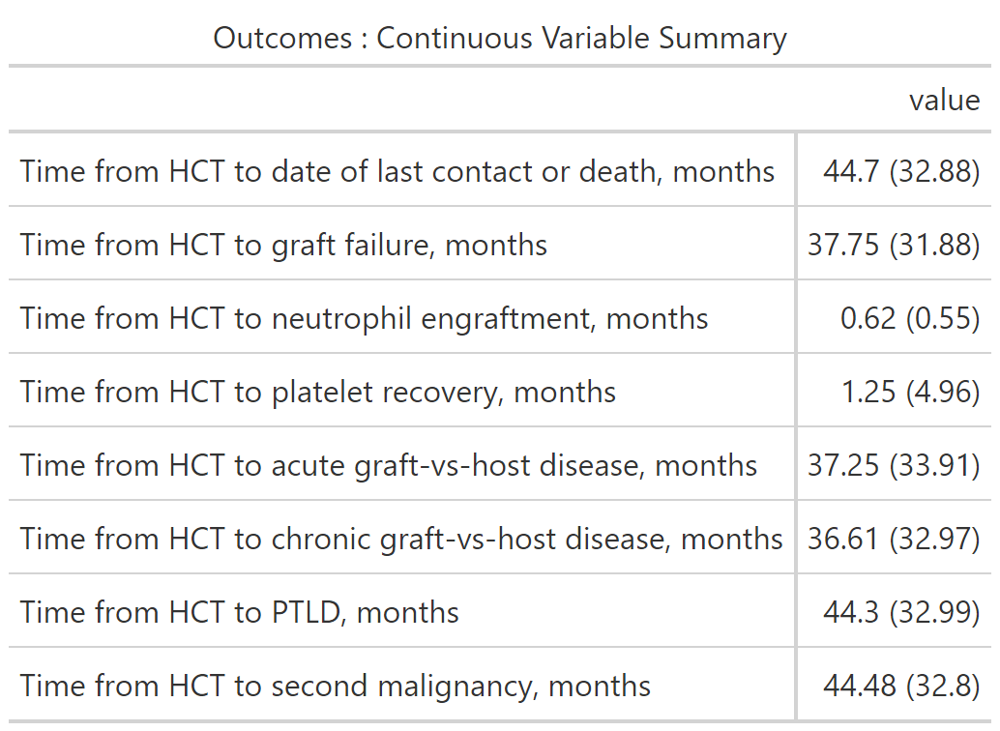 Outcomes : Continuous Variable Summary
value
Time from HCT to date of last contact or death, months 44.7 (32.88)
Time from HCT to graft failure, months 37.75 (31.88)
Time from HCT to neutrophil engraftment, months 0.62 (0.55)
Time from HCT to platelet recovery, months 1.25 (4.96)
Time from HCT to acute graft-vs-host disease, months 37.25 (33.91)
Time from HCT to chronic graft-vs-host disease, months 36.61 (32.97)
Time from HCT to PTLD, months 44.3 (32.99)
Time from HCT to second malignancy, months 44.48 (32.8)